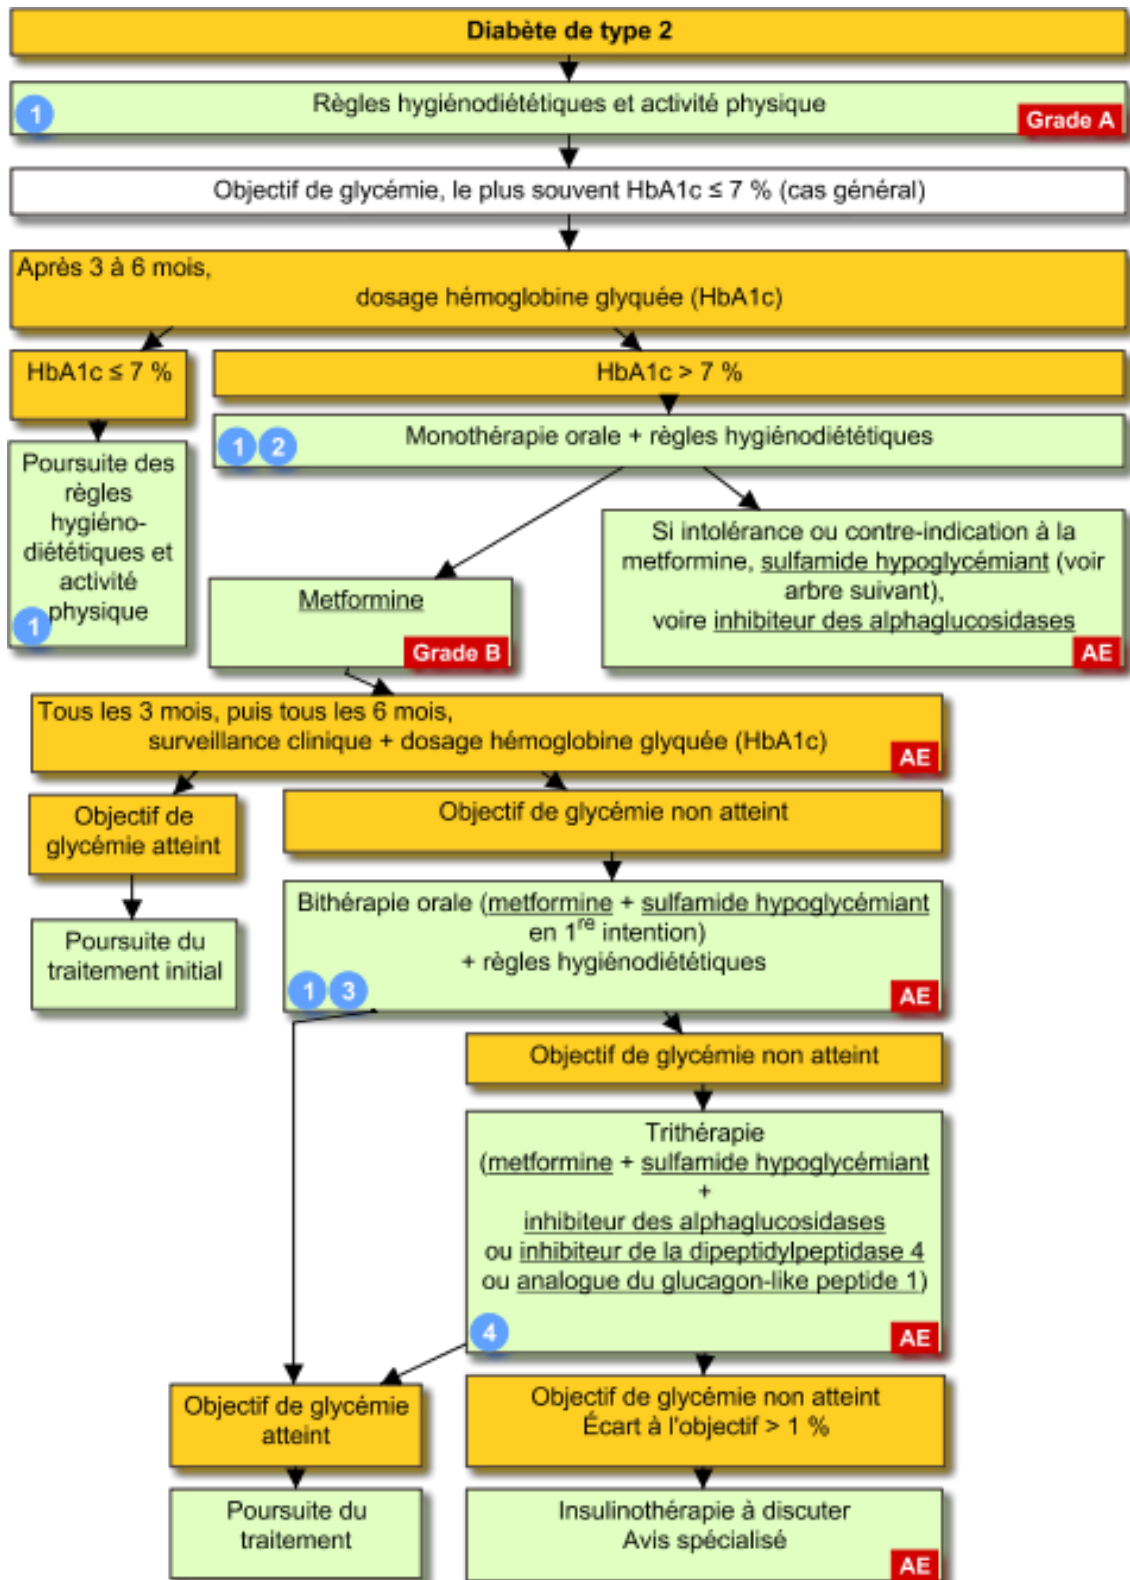 Diabète de type 2
Règles hygiénodiététiques et activité physique
1
Grade A
Objectif de glycémie, le plus souvent HbA1c ≤ 7 % (cas général)
Après 3 à 6 mois,
dosage hémoglobine glyquée (HbA1c)
HbA1c ≤ 7 %
HbA1c > 7 %
Poursuite des
règles
hygiéno-
diététiques et
activité
physique
1
Monothérapie orale + règles hygiénodiététiques
1 2
Metformine
Grade B
Si intolérance ou contre-indication à la
metformine, sulfamide hypoglycémiant (voir
arbre suivant),
voire inhibiteur des alphaglucosidases
AE
Tous les 3 mois, puis tous les 6 mois,
surveillance clinique + dosage hémoglobine glyquée (HbA1c)
AE
Objectif de
glycémie atteint
Poursuite du
traitement initial
Objectif de glycémie non atteint
Bithérapie orale (metformine + sulfamide hypoglycémiant
en 1re intention)
+ règles hygiénodiététiques
1 3
AE
Objectif de glycémie non atteint
Trithérapie
(metformine + sulfamide hypoglycémiant
+
inhibiteur des alphaglucosidases
ou inhibiteur de la dipeptidylpeptidase 4
ou analogue du glucagon-like peptide 1)
4
AE
Objectif de glycémie
atteint
Poursuite du
traitement
Objectif de glycémie non atteint
Écart à l'objectif > 1 %
Insulinothérapie à discuter
Avis spécialisé
AE